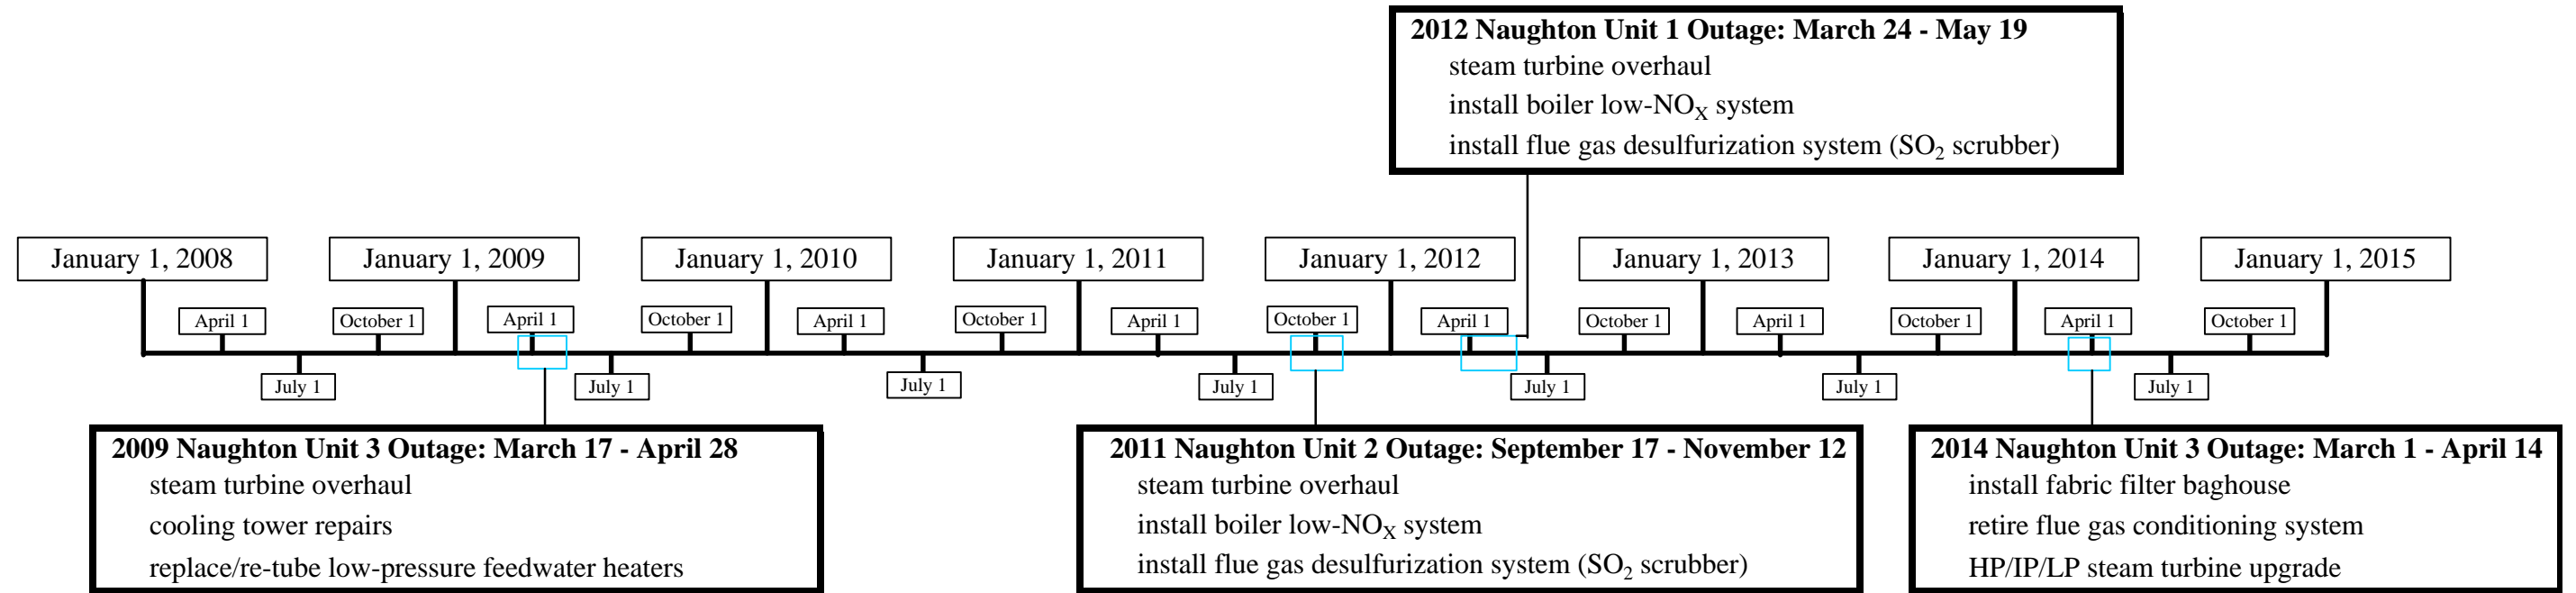 2012 Naughton Unit 1 Outage: March 24 - May 19
steam turbine overhaul
install boiler low-NOX system
install flue gas desulfurization system (SO2 scrubber)
January 1, 2008
January 1, 2009
January 1, 2010
January 1, 2011
January 1, 2012
January 1, 2013
January 1, 2014
January 1, 2015
April 1
October 1
April 1
October 1
April 1
October 1
April 1
October 1
April 1
October 1
April 1
October 1
April 1
October 1
July 1
July 1
July 1
July 1
July 1
July 1
July 1
2009 Naughton Unit 3 Outage: March 17 - April 28
steam turbine overhaul
cooling tower repairs
replace/re-tube low-pressure feedwater heaters
2011 Naughton Unit 2 Outage: September 17 - November 12
steam turbine overhaul
install boiler low-NOX system
install flue gas desulfurization system (SO2 scrubber)
2014 Naughton Unit 3 Outage: March 1 - April 14
install fabric filter baghouse
retire flue gas conditioning system
HP/IP/LP steam turbine upgrade